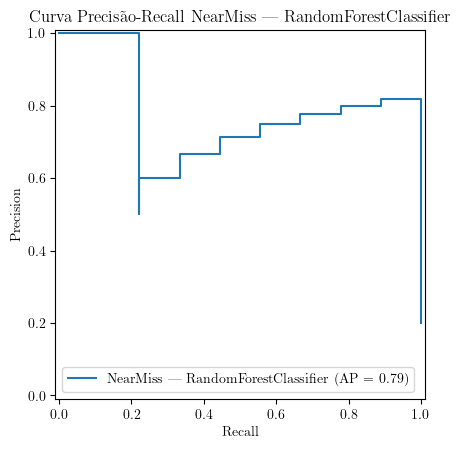 Curva Precisão-Recall NearMiss — RandomForestClassifier
1.0
0.8
0.6
0.4
0.2
0.0
Precision
NearMiss — RandomForestClassifier (AP = 0.79)
0.0 0.2 0.4 0.6 0.8 1.0
Recall